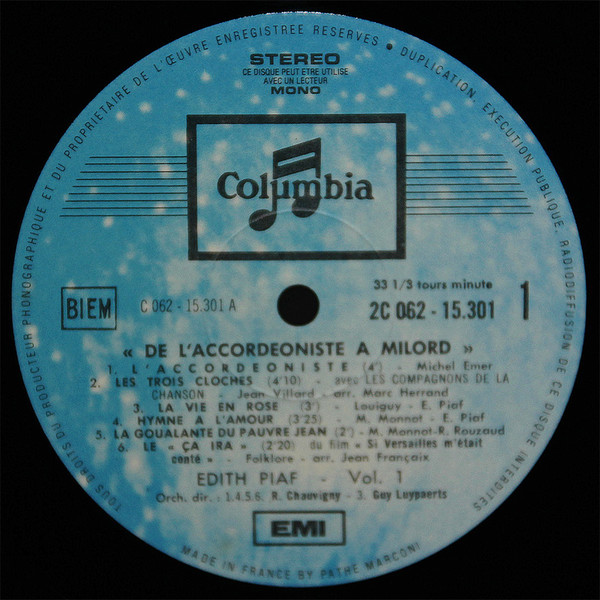 TOUS DROITS DU PRODUCTEUR PHONOGRAPHIQUE ET DU PROPRIETAIRE DE L'ŒUVRE ENREGISTREE RESERVES • DUPLICATION, EXECUTION PUBLIQUE, RADIODIFFUSION DE CE DISQUE INTERDITES
STEREO
CE DISQUE PEUT ETRE UTILISE
AVEC UN LECTEUR
MONO
Columbia
33 1/3 tours minute
BIEM
C 062 - 15.301 A
2C 062 - 15.301
1
« DE L'ACCORDEONISTE A MILORD »
1. L'ACCORDEONISTE (4') - Michel Emer
2. LES TROIS CLOCHES (4'10) - avec LES COMPAGNONS DE LA
CHANSON - Jean Villard - arr. Marc Herrand
3. LA VIE EN ROSE (3') - Louiguy - E. Piaf
4. HYMNE A L'AMOUR (3'25) - M. Monnot - E. Piaf
5. LA GOUALANTE DU PAUVRE JEAN (2') - M. Monnot-R. Rouzaud
6. LE « ÇA IRA » (2'20) du film « Si Versailles m'était
conté » - Folklore - arr. Jean Françaix
EDITH PIAF - Vol. 1
Orch. dir. : 1.4.5.6. R. Chauvigny - 3. Guy Luypaerts
EMI
MADE IN FRANCE BY PATHE MARCONI